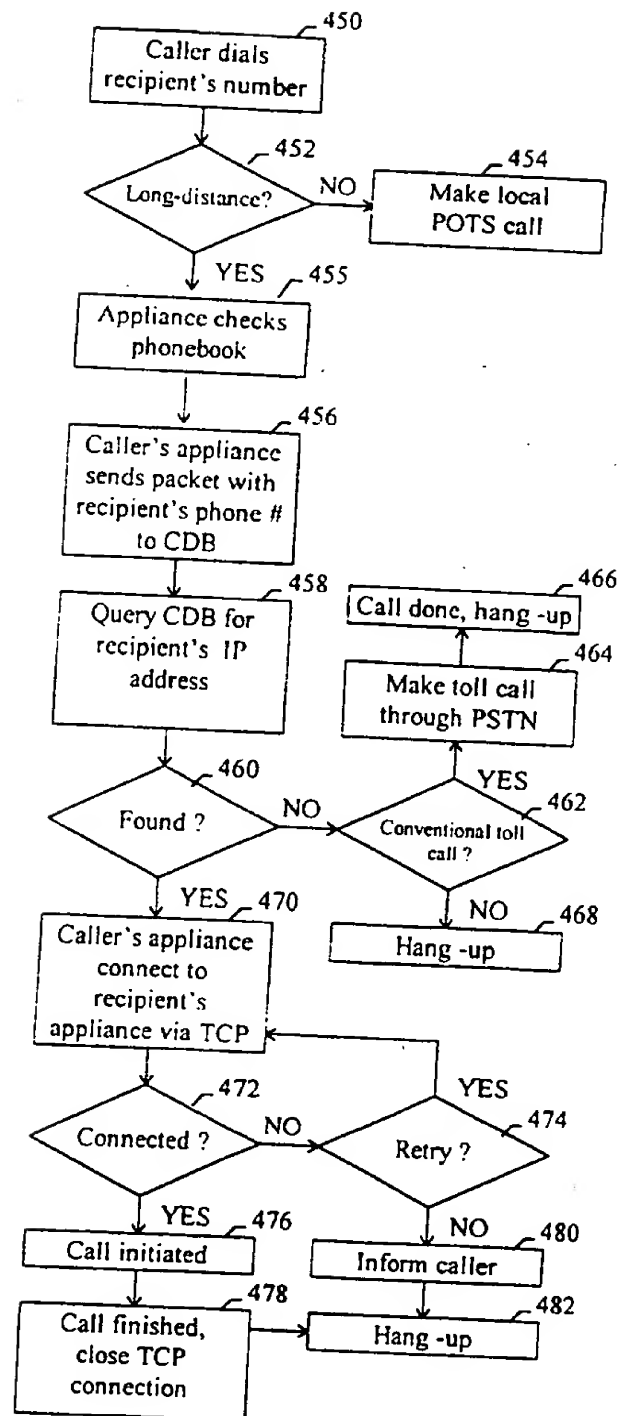 450
Caller dials
recipient's number
452
Long-distance?
NO
454
Make local
POTS call
YES
455
Appliance checks
phonebook
456
Caller's appliance
sends packet with
recipient's phone #
to CDB
458
Query CDB for
recipient's IP
address
466
Call done, hang -up
464
Make toll call
through PSTN
460
Found ?
NO
YES
462
Conventional toll
call ?
YES
470
NO
468
Hang -up
Caller's appliance
connect to
recipient's
appliance via TCP
472
Connected ?
NO
YES
474
Retry ?
YES
476
Call initiated
NO
480
Inform caller
478
Call finished,
close TCP
connection
482
Hang -up